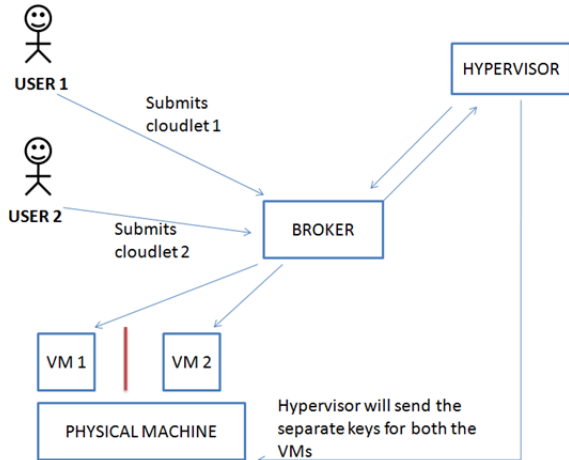 USER 1
HYPERVISOR
Submits
cloudlet 1
USER 2
Submits
cloudlet 2
BROKER
VM 1
VM 2
PHYSICAL MACHINE
Hypervisor will send the
separate keys for both the
VMs